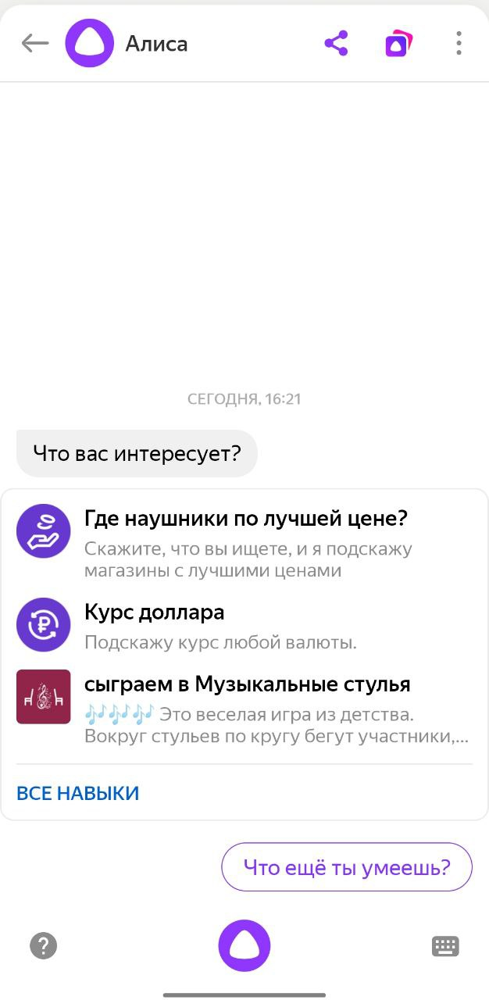 Алиса
СЕГОДНЯ, 16:21
Что вас интересует?
Где наушники по лучшей цене?
Скажите, что вы ищете, и я подскажу
магазины с лучшими ценами
Курс доллара
Подскажу курс любой валюты.
сыграем в Музыкальные стулья
🎶🎶🎶 Это веселая игра из детства.
Вокруг стульев по кругу бегут участники,...
ВСЕ НАВЫКИ
Что ещё ты умеешь?